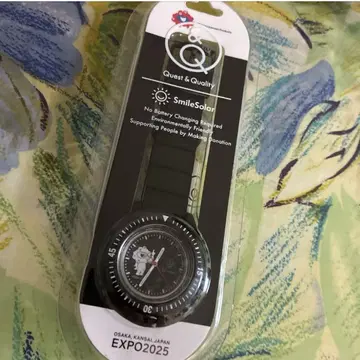 Q&Q
Quest & Quality
SmileSolar
No Battery Changing Required
Environmentally Friendly
Supporting People by Making Donation
45
15
30
OSAKA, KANSAI, JAPAN
EXPO2025